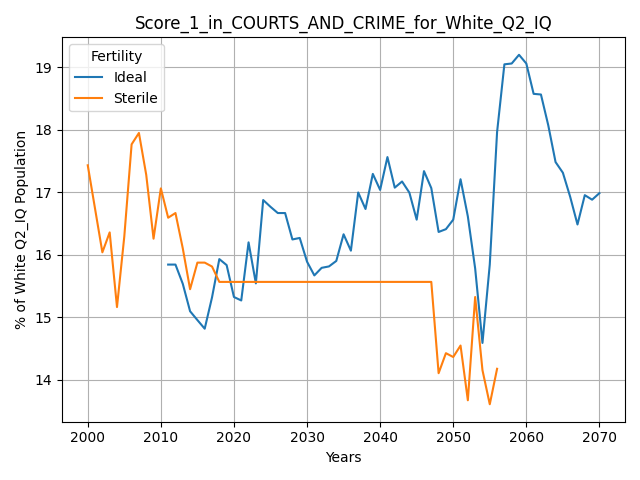 Score_1_in_COURTS_AND_CRIME_for_White_Q2_IQ
Fertility
Ideal
Sterile
% of White Q2_IQ Population
19
18
17
16
15
14
2000 2010 2020 2030 2040 2050 2060 2070
Years